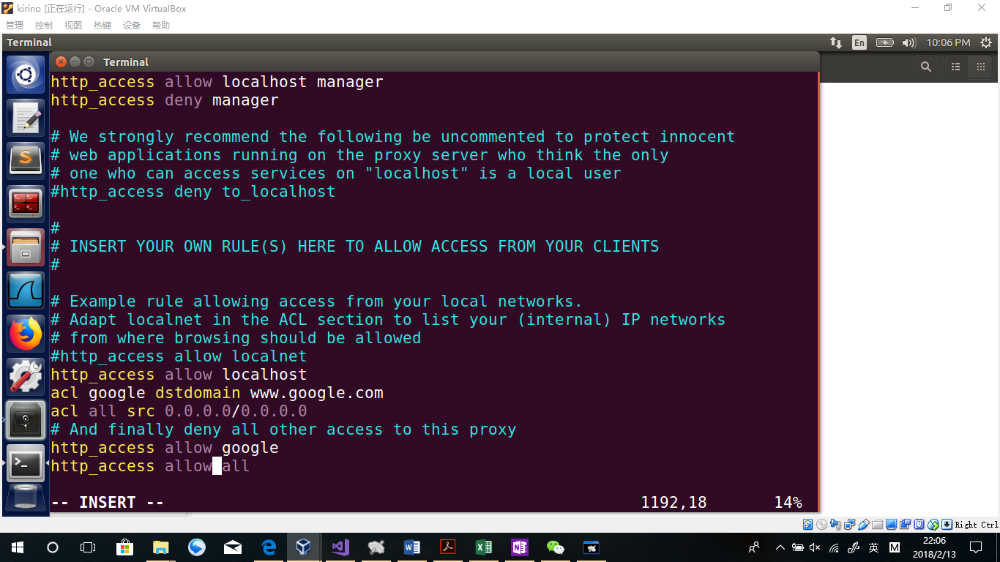 kirino [正在运行] - Oracle VM VirtualBox
管理 控制 视图 热键 设备 帮助
Terminal
En
10:06 PM
Terminal
http_access allow localhost manager
http_access deny manager
# We strongly recommend the following be uncommented to protect innocent
# web applications running on the proxy server who think the only
# one who can access services on "localhost" is a local user
#http_access deny to_localhost
#
# INSERT YOUR OWN RULE(S) HERE TO ALLOW ACCESS FROM YOUR CLIENTS
#
# Example rule allowing access from your local networks.
# Adapt localnet in the ACL section to list your (internal) IP networks
# from where browsing should be allowed
#http_access allow localnet
http_access allow localhost
acl google dstdomain www.google.com
acl all src 0.0.0.0/0.0.0.0
# And finally deny all other access to this proxy
http_access allow google
http_access allow all
-- INSERT -- 1192,18 14%
Right Ctrl
英
M
22:06
2018/2/13